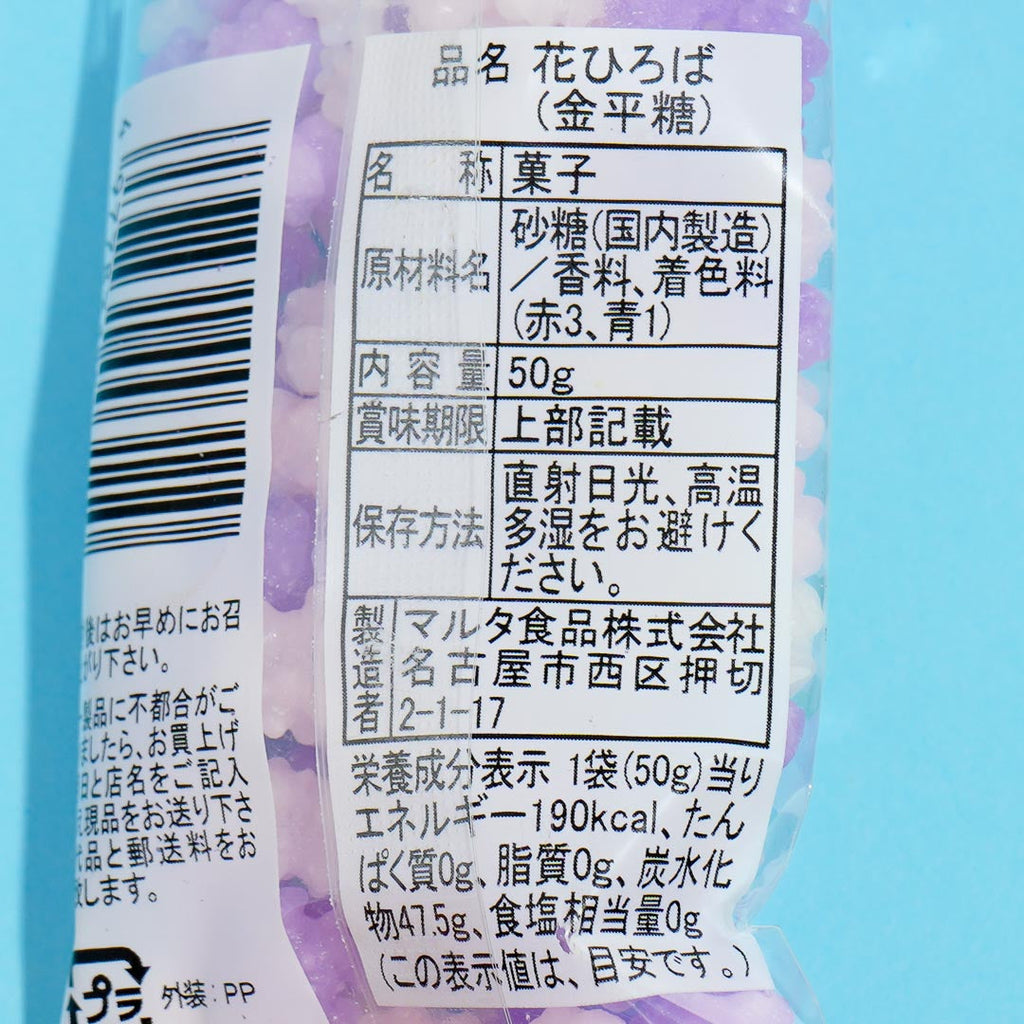 品名 花ひろば
(金平糖)
名称 菓子
原材料名 砂糖(国内製造)
/香料、着色料
(赤3、青1)
内容量 50g
賞味期限 上部記載
保存方法 直射日光、高温
多湿をお避けく
ださい。
製造者 マルタ食品株式会社
名古屋市西区押切
2-1-17
栄養成分表示 1袋(50g)当り
エネルギー190kcal、たん
ぱく質0g、脂質0g、炭水化
物47.5g、食塩相当量0g
(この表示値は、目安です。)
後はお早めにお召
がり下さい。
製品に不都合がご
ましたら、お買上げ
日と店名をご記入
現品をお送り下さ
品と郵送料をお
致します。
プラ
外装:PP